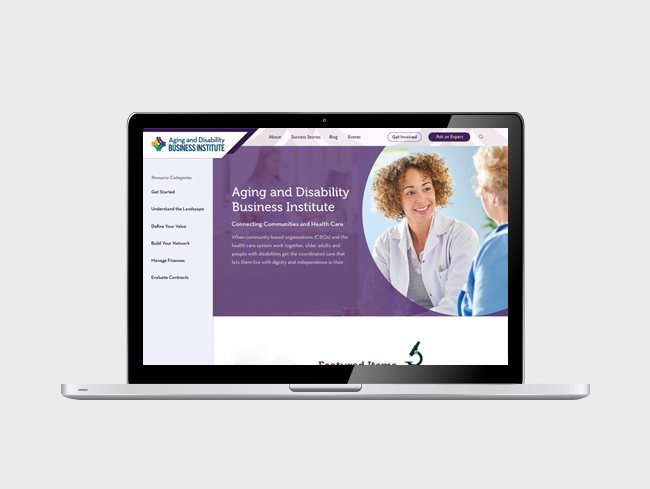 Aging and Disability
BUSINESS INSTITUTE
About
Success Stories
Blog
Events
Get Involved
Ask an Expert
Resource Categories
Get Started
Understand the Landscape
Define Your Value
Build Your Network
Manage Finances
Evaluate Contracts
Aging and Disability
Business Institute
Connecting Communities and Health Care
When community-based organizations (CBOs) and the
health care system work together, older adults and
people with disabilities get the coordinated care that
lets them live with dignity and independence in their
Featured Items